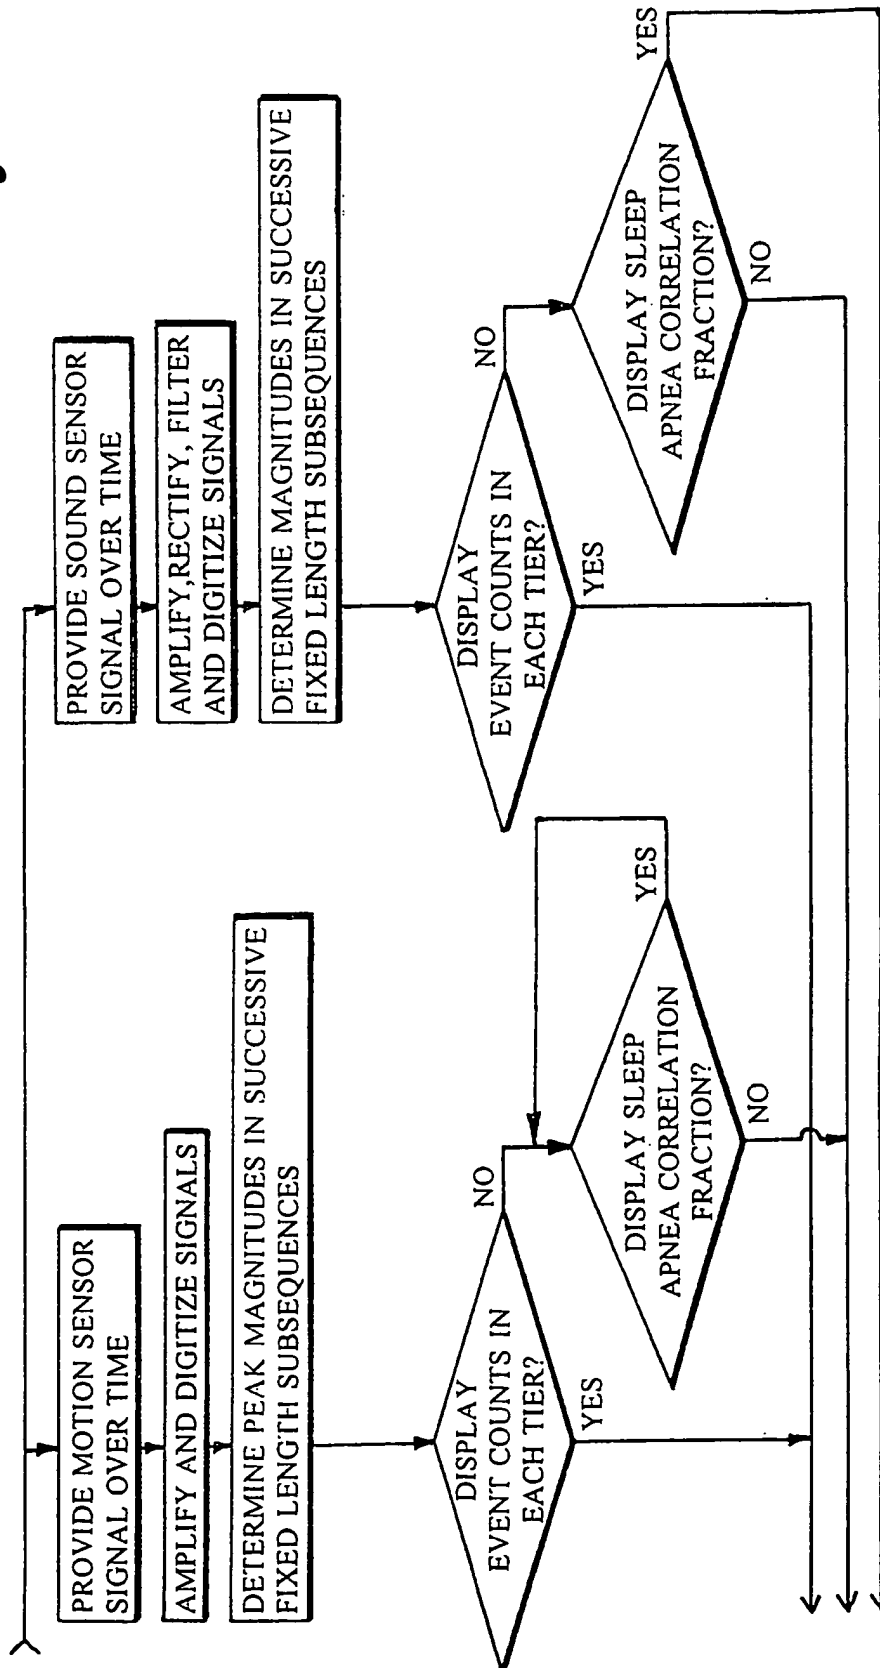 PROVIDE MOTION SENSOR
SIGNAL OVER TIME
AMPLIFY AND DIGITIZE SIGNALS
DETERMINE PEAK MAGNITUDES IN SUCCESSIVE
FIXED LENGTH SUBSEQUENCES
DISPLAY
EVENT COUNTS IN
EACH TIER?
NO
YES
DISPLAY SLEEP
APNEA CORRELATION
FRACTION?
YES
NO
PROVIDE SOUND SENSOR
SIGNAL OVER TIME
AMPLIFY,RECTIFY, FILTER
AND DIGITIZE SIGNALS
DETERMINE MAGNITUDES IN SUCCESSIVE
FIXED LENGTH SUBSEQUENCES
DISPLAY
EVENT COUNTS IN
EACH TIER?
NO
YES
DISPLAY SLEEP
APNEA CORRELATION
FRACTION?
YES
NO